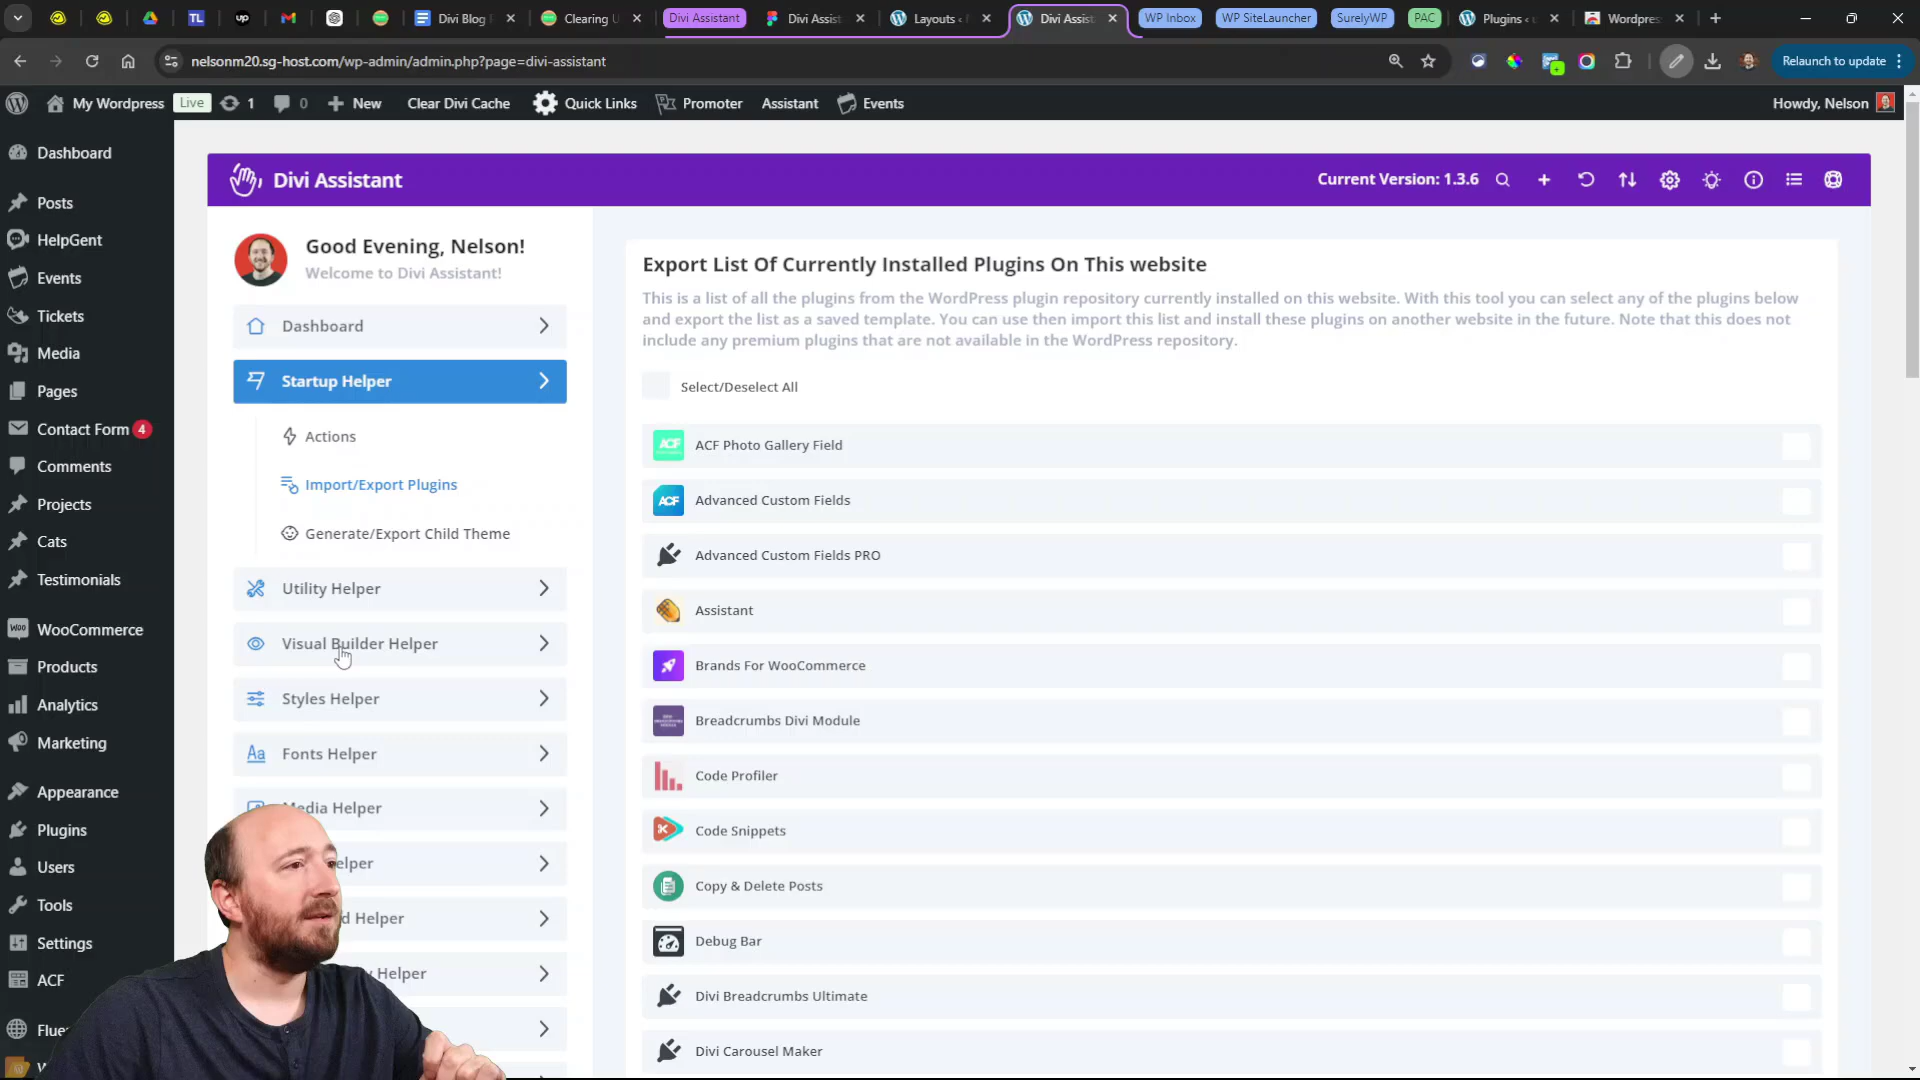 Divi Blog
Clearing U
Divi Assistant
Divi Assist
Layouts ‹
Divi Assist
WP Inbox
WP SiteLauncher
SurelyWP
PAC
Plugins ‹
Wordpres
nelsonm20.sg-host.com/wp-admin/admin.php?page=divi-assistant
Relaunch to update
My Wordpress
Live
1
0
New
Clear Divi Cache
Quick Links
Promoter
Assistant
Events
Howdy, Nelson
Dashboard
Posts
HelpGent
Events
Tickets
Media
Pages
Contact Form 4
Comments
Projects
Cats
Testimonials
WooCommerce
Products
Analytics
Marketing
Appearance
Plugins
Users
Tools
Settings
ACF
Divi Assistant
Current Version: 1.3.6
Good Evening, Nelson!
Welcome to Divi Assistant!
Dashboard
Startup Helper
Actions
Import/Export Plugins
Generate/Export Child Theme
Utility Helper
Visual Builder Helper
Styles Helper
Aa Fonts Helper
Media Helper
elper
d Helper
Helper
Export List Of Currently Installed Plugins On This website
This is a list of all the plugins from the WordPress plugin repository currently installed on this website. With this tool you can select any of the plugins below
and export the list as a saved template. You can use then import this list and install these plugins on another website in the future. Note that this does not
include any premium plugins that are not available in the WordPress repository.
Select/Deselect All
ACF ACF Photo Gallery Field
ACF Advanced Custom Fields
Advanced Custom Fields PRO
Assistant
Brands For WooCommerce
Breadcrumbs Divi Module
Code Profiler
Code Snippets
Copy & Delete Posts
Debug Bar
Divi Breadcrumbs Ultimate
Divi Carousel Maker